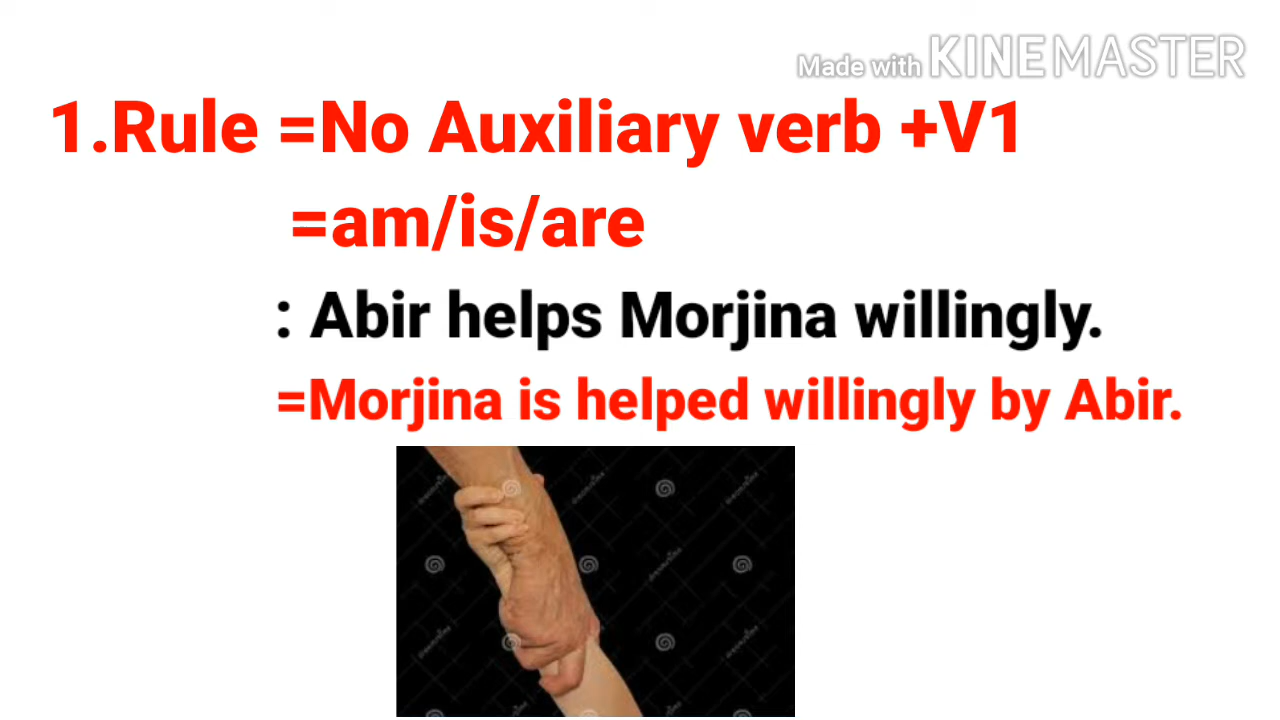 Made with KINEMASTER
1.Rule =No Auxiliary verb +V1
=am/is/are
: Abir helps Morjina willingly.
=Morjina is helped willingly by Abir.